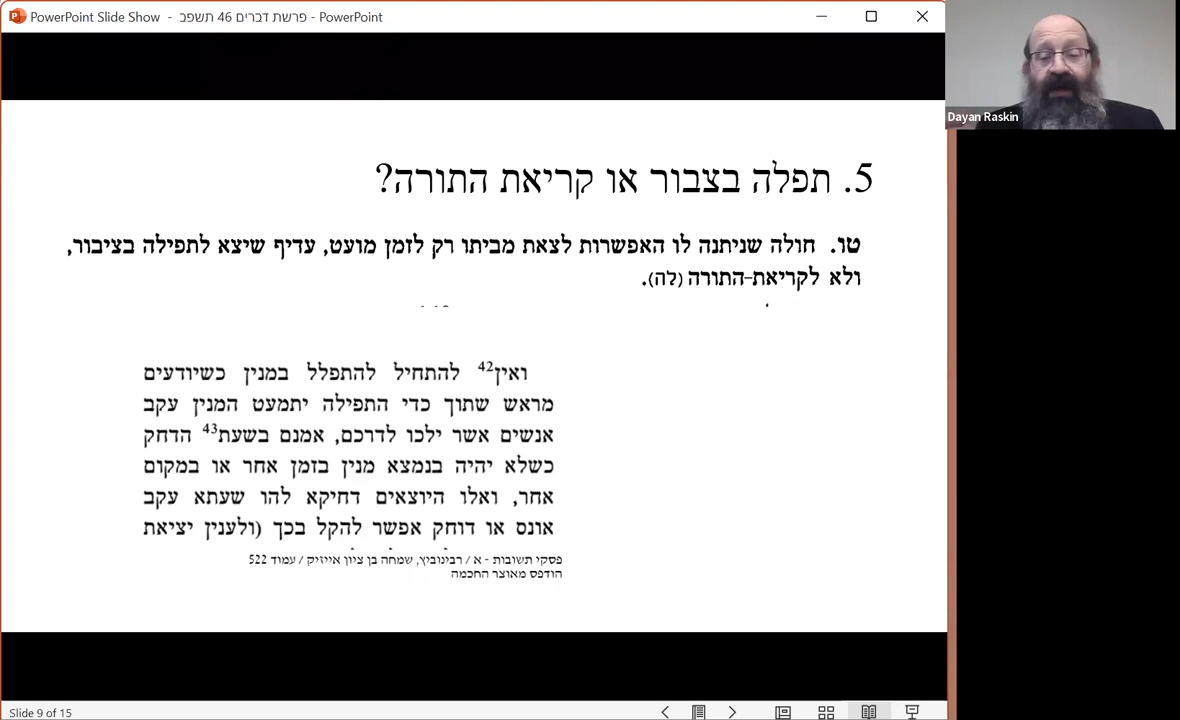 PowerPoint Slide Show - פרשת דברים 46 תשפב - PowerPoint
Dayan Raskin
5. תפלה בצבור או קריאת התורה?
טו. חולה שניתנה לו האפשרות לצאת מביתו רק לזמן מועט, עדיף שיצא לתפילה בציבור,
ולא לקריאת-התורה (לה).
ואין42 להתחיל להתפלל במנין כשיודעים
מראש שתוך כדי התפילה יתמעט המנין עקב
אנשים אשר ילכו לדרכם, אמנם בשעת43 הדחק
כשלא יהיה בנמצא מנין בזמן אחר או במקום
אחר, ואלו היוצאים דחיקא להו שעתא עקב
אונס או דוחק אפשר להקל בכך (ולענין יציאת
פסקי תשובות - א / רבינוביץ, שמחה בן ציון אייזיק / עמוד 522
הודפס מאוצר החכמה
Slide 9 of 15